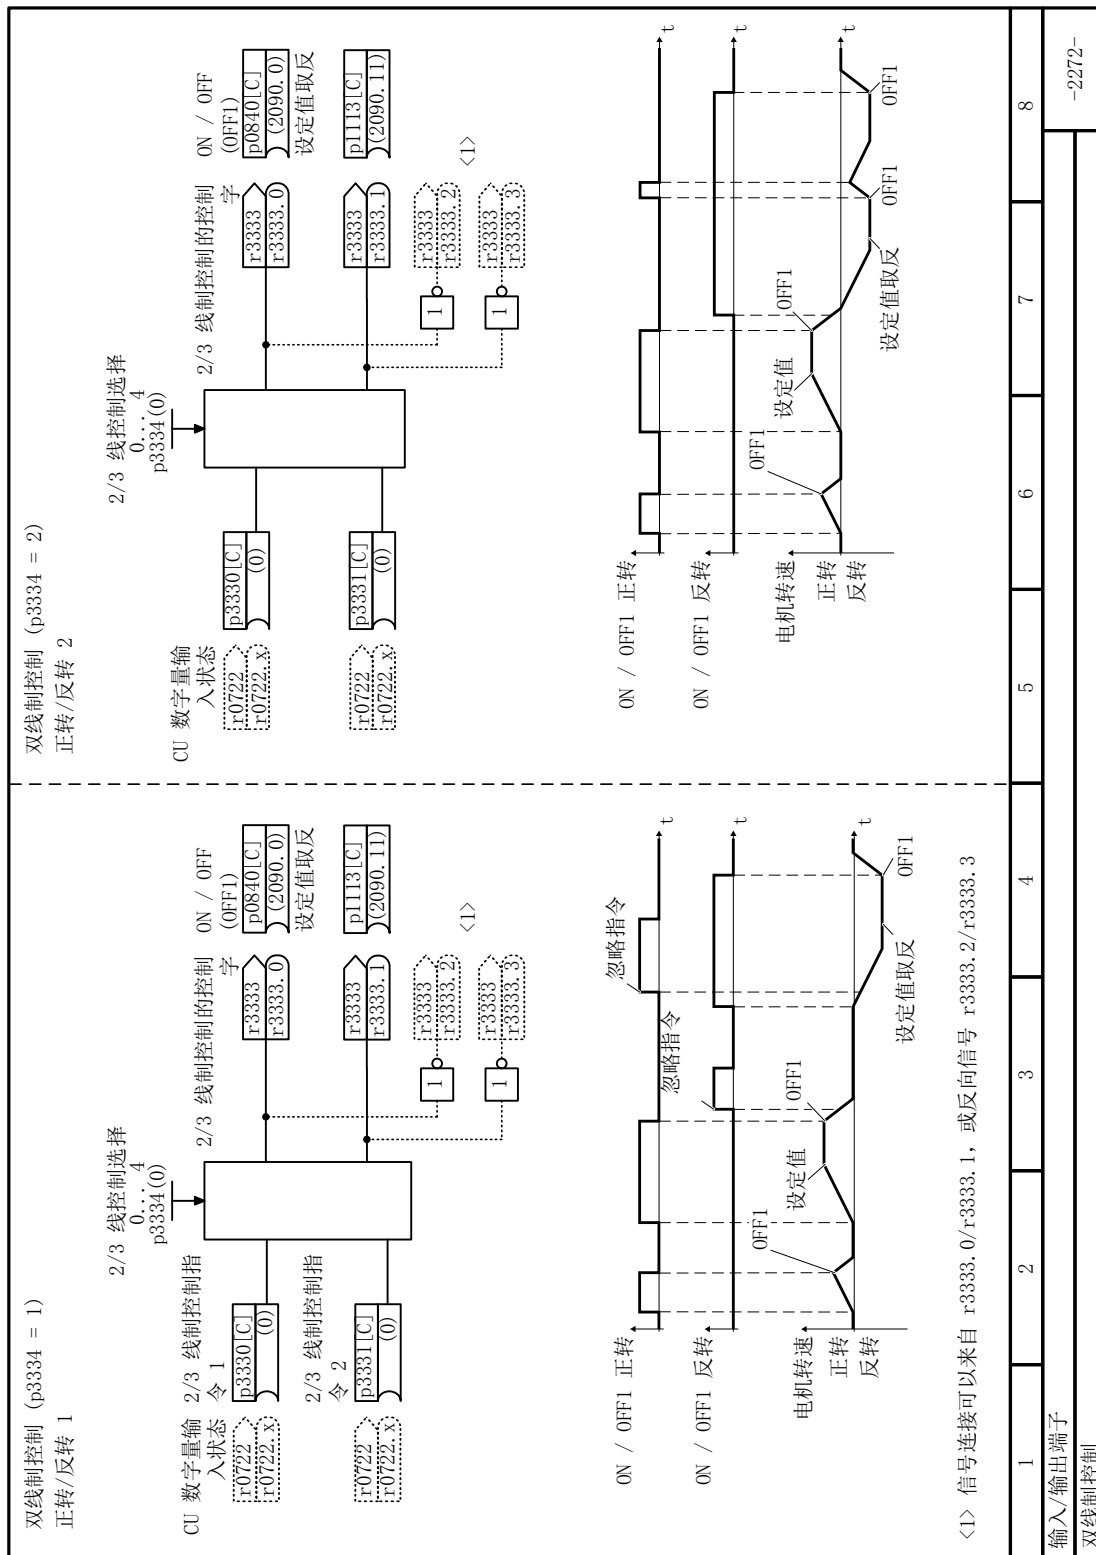 双线制控制 (p3334 = 1)
正转/反转 1
2/3 线控制选择
0... 4
p3334(0)
CU 数字量输
入状态
r0722
r0722.x
2/3 线制控制指
令 1
p3330[C]
(0)
2/3 线制控制指
令 2
r0722
r0722.x
p3331[C]
(0)
2/3 线制控制的控制
字
r3333
r3333.0
r3333
r3333.1
ON / OFF
(OFF1)
p0840[C]
(2090.0)
设定值取反
p1113[C]
(2090.11)
1
r3333
r3333.2
1
r3333
r3333.3
<1>
ON / OFF1 正转
t
忽略指令
ON / OFF1 反转
t
忽略指令
电机转速
正转
反转
OFF1
设定值
OFF1
设定值取反
OFF1
t
<1> 信号连接可以来自 r3333.0/r3333.1, 或反向信号 r3333.2/r3333.3
双线制控制 (p3334 = 2)
正转/反转 2
2/3 线控制选择
0... 4
p3334(0)
CU 数字量输
入状态
r0722
r0722.x
p3330[C]
(0)
r0722
r0722.x
p3331[C]
(0)
2/3 线制控制的控制
字
r3333
r3333.0
r3333
r3333.1
ON / OFF
(OFF1)
p0840[C]
(2090.0)
设定值取反
p1113[C]
(2090.11)
1
r3333
r3333.2
1
r3333
r3333.3
<1>
ON / OFF1 正转
t
ON / OFF1 反转
t
电机转速
正转
反转
OFF1
设定值
OFF1
设定值取反
OFF1
OFF1
t
1 2 3 4 5 6 7 8
输入/输出端子
双线制控制
-2272-